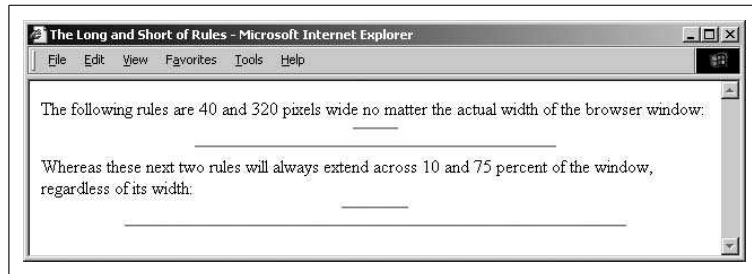 The Long and Short of Rules - Microsoft Internet Explorer
File Edit View Favorites Tools Help
The following rules are 40 and 320 pixels wide no matter the actual width of the browser window:
Whereas these next two rules will always extend across 10 and 75 percent of the window,
regardless of its width: